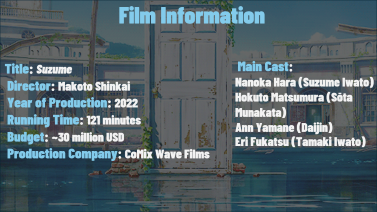 Film Information
Title: Suzume
Director: Makoto Shinkai
Year of Production: 2022
Running Time: 121 minutes
Budget: ~30 million USD
Production Company: CoMix Wave Films
Main Cast:
Nanoka Hara (Suzume Iwato)
Hokuto Matsumura (Sōta
Munakata)
Ann Yamane (Daijin)
Eri Fukatsu (Tamaki Iwato)